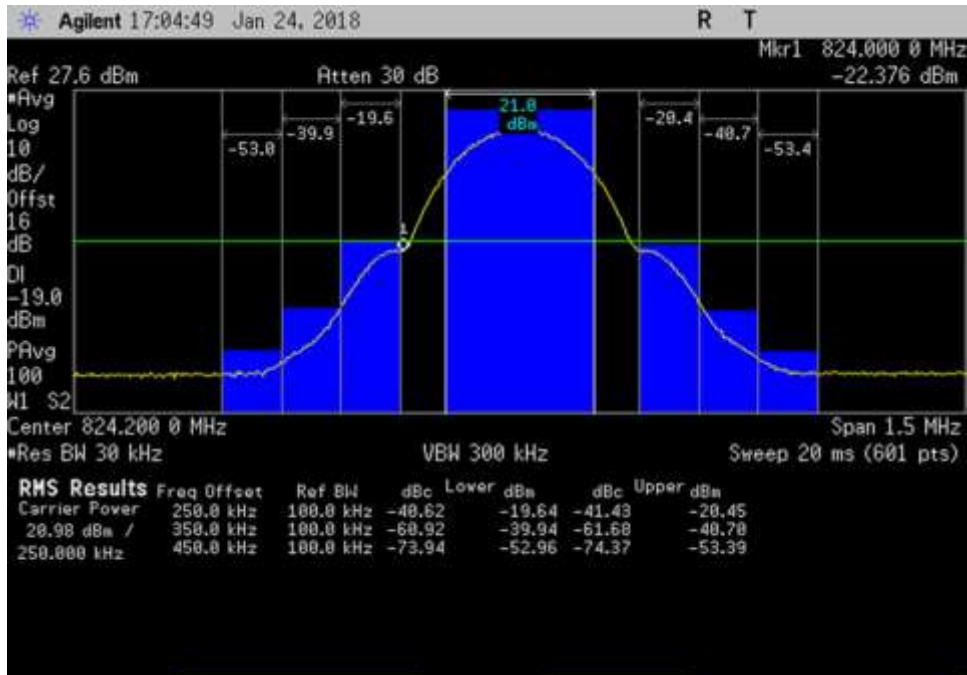 Agilent 17:04:49 Jan 24, 2018 R T
Mkr1 824.000 0 MHz
Ref 27.6 dBm Atten 30 dB -22.376 dBm
*Avg
Log
10
dB/
Offst
16
dB
DI
-19.0
dBm
PAvg
100
W1 S2
21.0
dBm
-53.0 -39.9 -19.6 -20.4 -40.7 -53.4
1
Center 824.200 0 MHz Span 1.5 MHz
*Res BW 30 kHz VBW 300 kHz Sweep 20 ms (601 pts)
RMS Results Freq Offset Ref BW dBc Lower dBm dBc Upper dBm
Carrier Power 250.0 kHz 100.0 kHz -40.62 -19.64 -41.43 -20.45
20.98 dBm / 350.0 kHz 100.0 kHz -60.92 -39.94 -61.68 -40.70
250.000 kHz 450.0 kHz 100.0 kHz -73.94 -52.96 -74.37 -53.39